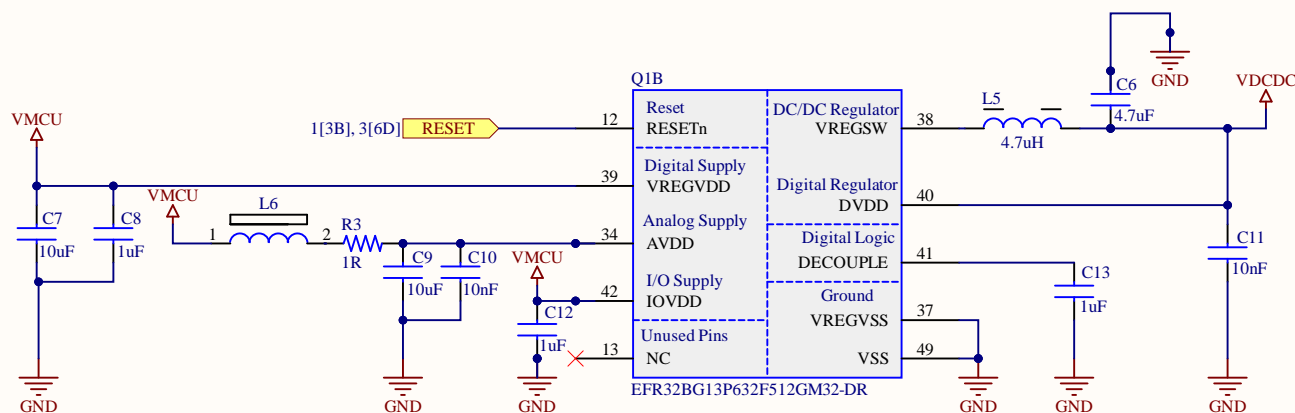 GND
Q1B
VDCDC
C6
4.7uF
L5
4.7uH
VMCU
1[3B], 3[6D]
RESET
12
Reset
RESETn
DC/DC Regulator
VREGSW
38
39
Digital Supply
VREGVDD
Digital Regulator
DVDD
40
VMCU
L6
C7
10uF
C8
1uF
1
2
R3
1R
34
Analog Supply
AVDD
Digital Logic
DECOUPLE
41
C11
10nF
C9
10uF
C10
10nF
VMCU
42
I/O Supply
IOVDD
C13
1uF
C12
1uF
Ground
VREGVSS
37
13
Unused Pins
NC
VSS
49
EFR32BG13P632F512GM32-DR
GND
GND
GND
GND
GND
GND